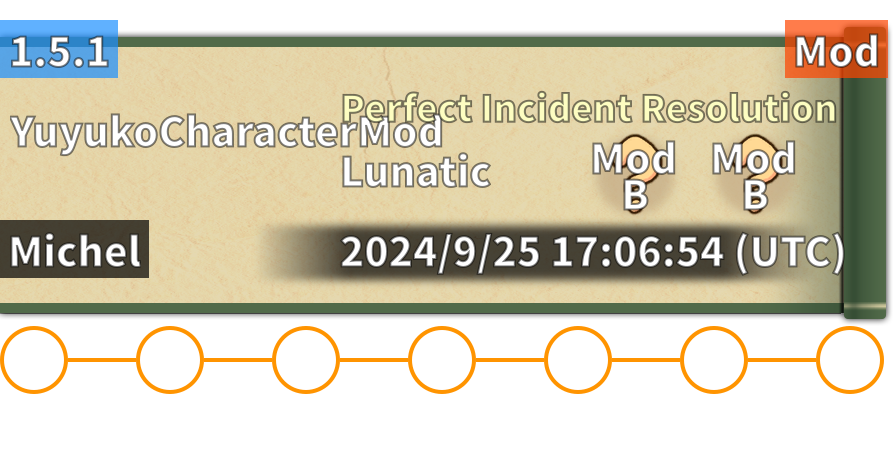 1.5.1
Mod
Perfect Incident Resolution
YuyukoCharacterMod
Lunatic
Mod
B
Mod
B
Michel
2024/9/25 17:06:54 (UTC)